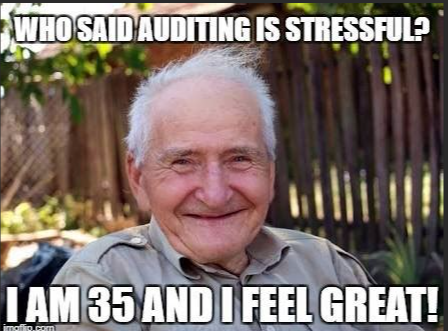 WHO SAID AUDITING IS STRESSFUL?
I AM 35 AND I FEEL GREAT!
imgflip.com